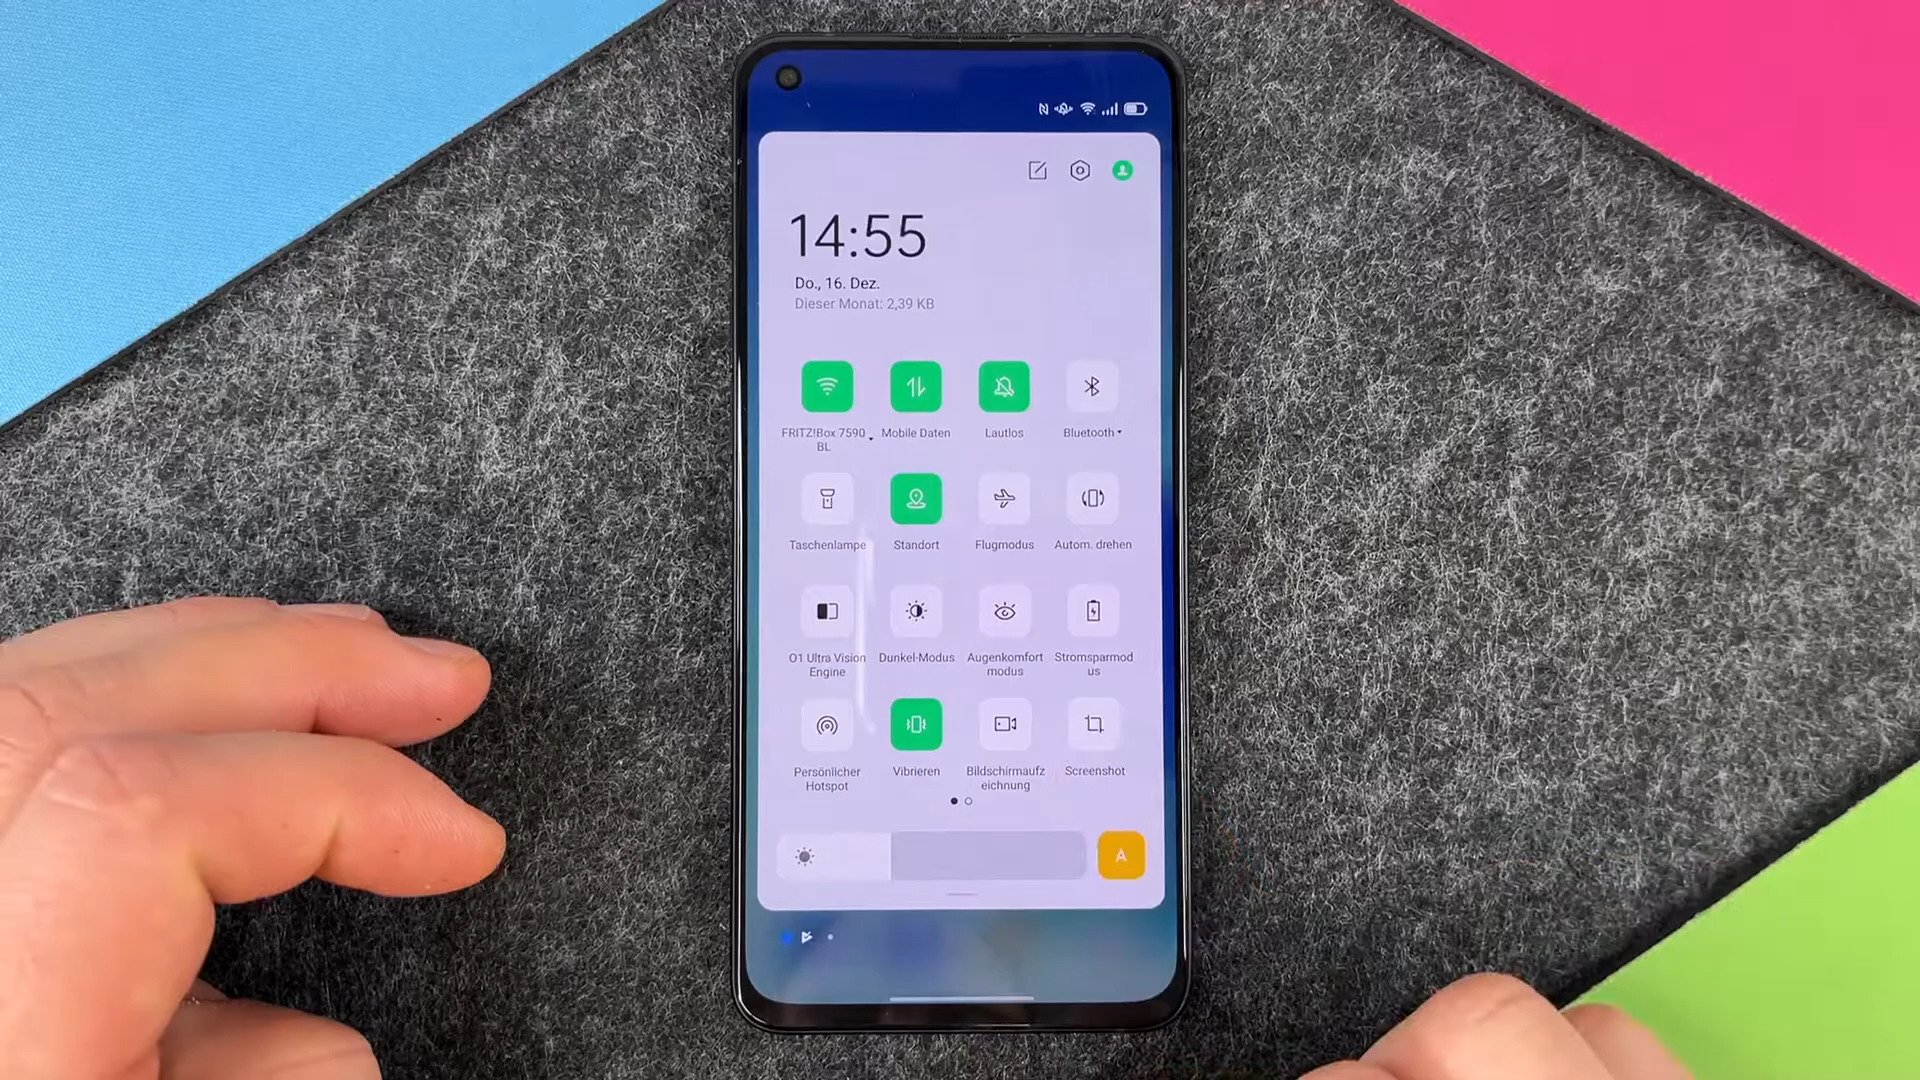 14:55
Do., 16. Dez.
Dieser Monat: 2,39 KB
FRITZ!Box 7590
BL
Mobile Daten
Lautlos
Bluetooth
Taschenlampe
Standort
Flugmodus
Autom. drehen
O1 Ultra Vision
Engine
Dunkel-Modus
Augenkomfort
modus
Stromsparmod
us
Persönlicher
Hotspot
Vibrieren
Bildschirmaufz
eichnung
Screenshot
A